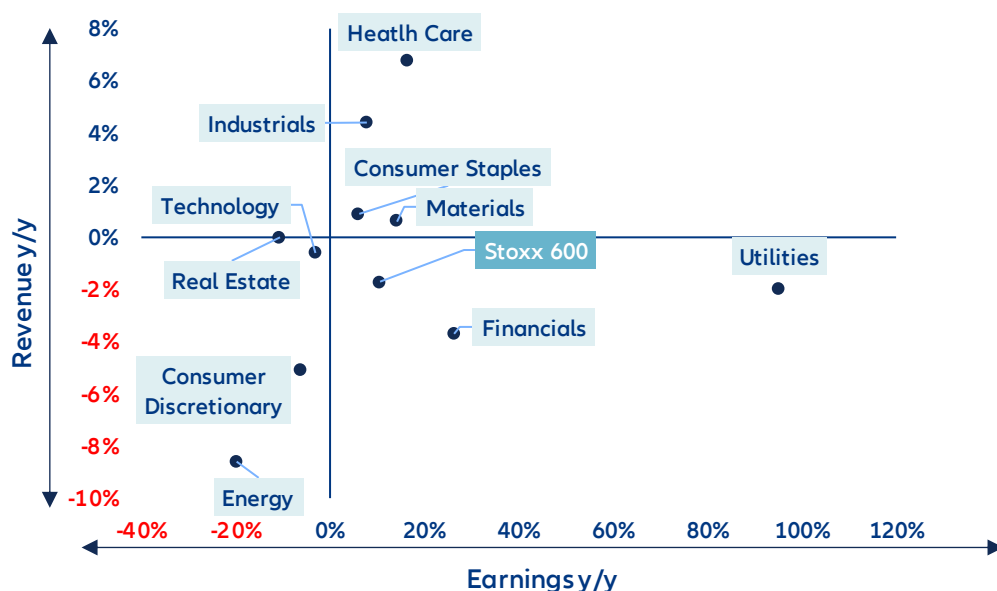 8%
Heatlh Care
6%
Industrials
4%
Consumer Staples
2%
Technology
Materials
0%
Stoxx 600
Utilities
Real Estate
-2%
Financials
-4%
Consumer
Discretionary
-6%
-8%
Energy
-10%
Revenue y/y
-40%
-20%
0%
20%
40%
60%
80%
100%
120%
Earnings y/y